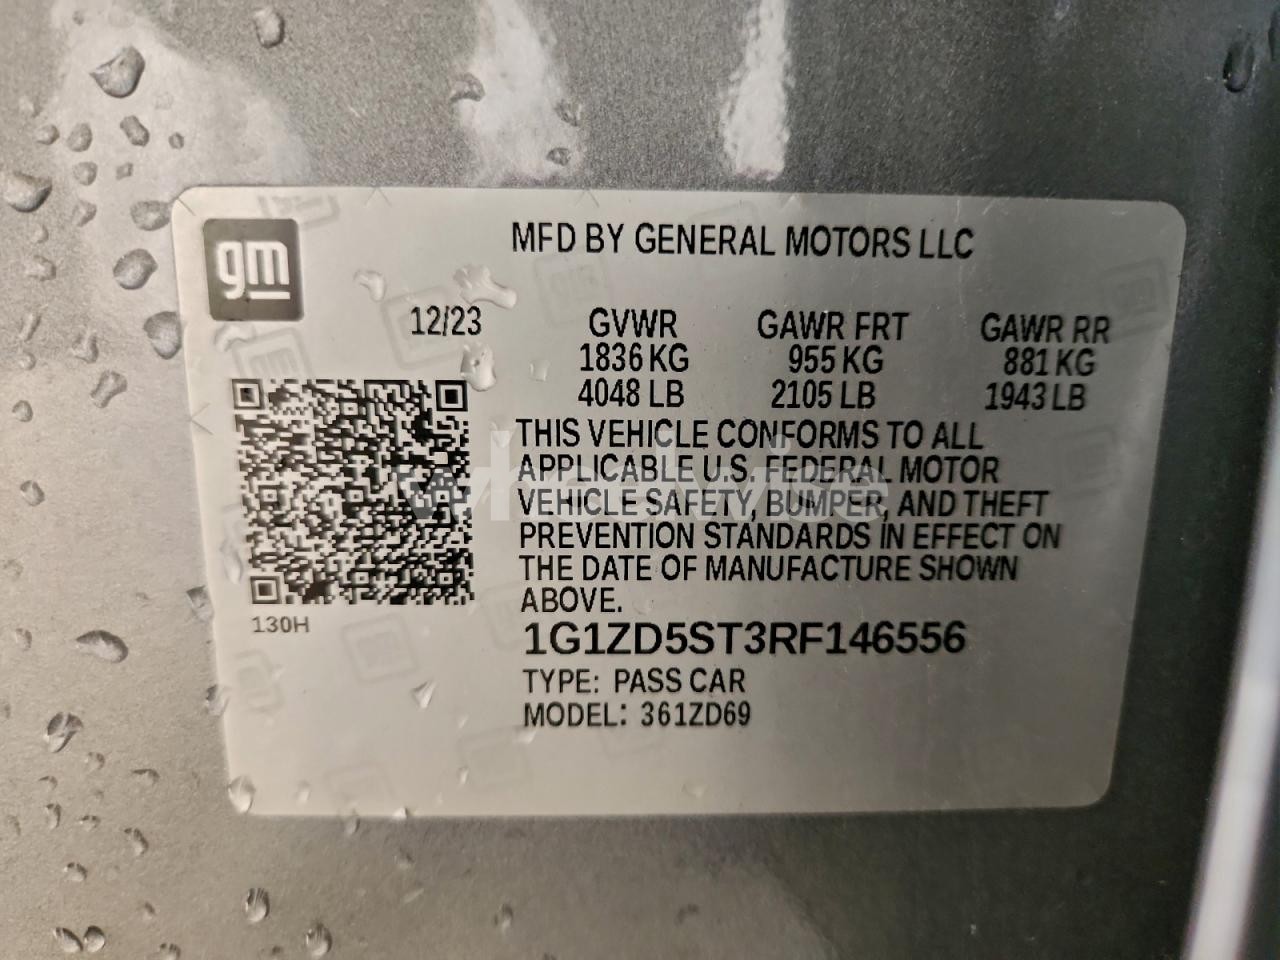 gm
MFD BY GENERAL MOTORS LLC
12/23 GVWR GAWR FRT GAWR RR
1836 KG 955 KG 881 KG
4048 LB 2105 LB 1943 LB
THIS VEHICLE CONFORMS TO ALL
APPLICABLE U.S. FEDERAL MOTOR
VEHICLE SAFETY, BUMPER, AND THEFT
PREVENTION STANDARDS IN EFFECT ON
THE DATE OF MANUFACTURE SHOWN
ABOVE.
130H
1G1ZD5ST3RF146556
TYPE: PASS CAR
MODEL: 361ZD69
wheelwise